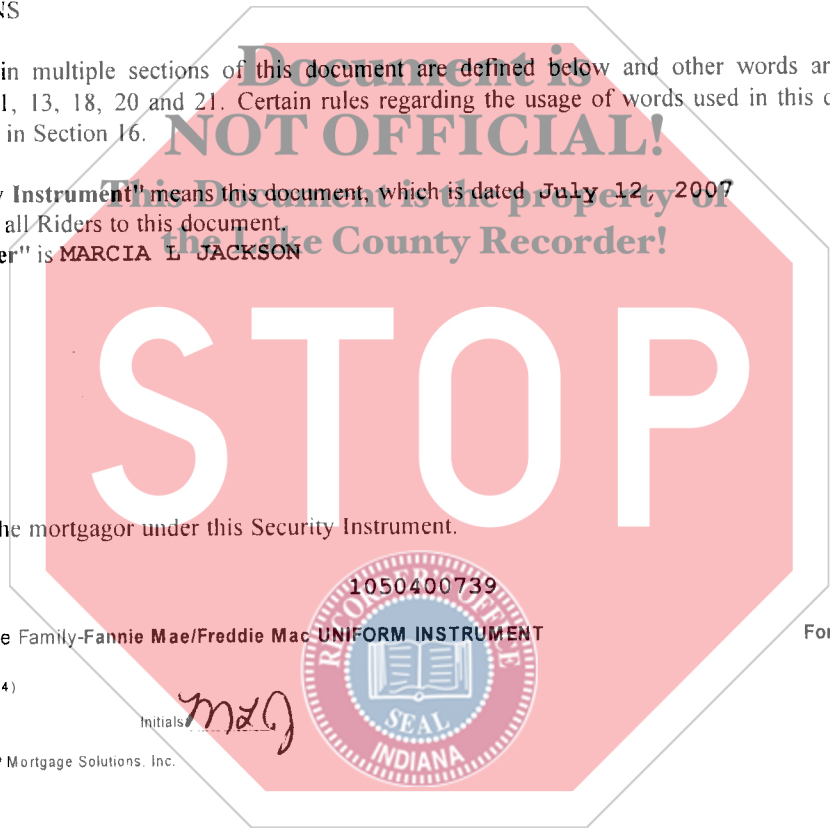 NS
Document is
in multiple sections of this document are defined below and other words ar
1, 13, 18, 20 and 21. Certain rules regarding the usage of words used in this d
in Section 16.
NOT OFFICIAL!
y Instrument" means this document, which is dated July 12, 2007
This Document is the property of
all Riders to this document.
the Lake County Recorder!
er" is MARCIA L JACKSON
STOP
he mortgagor under this Security Instrument.
1050400739
RECORDER'S OFFICE
e Family-Fannie Mae/Freddie Mac UNIFORM INSTRUMENT
For
4)
Initials MLJ
SEAL
INDIANA
P Mortgage Solutions, Inc.